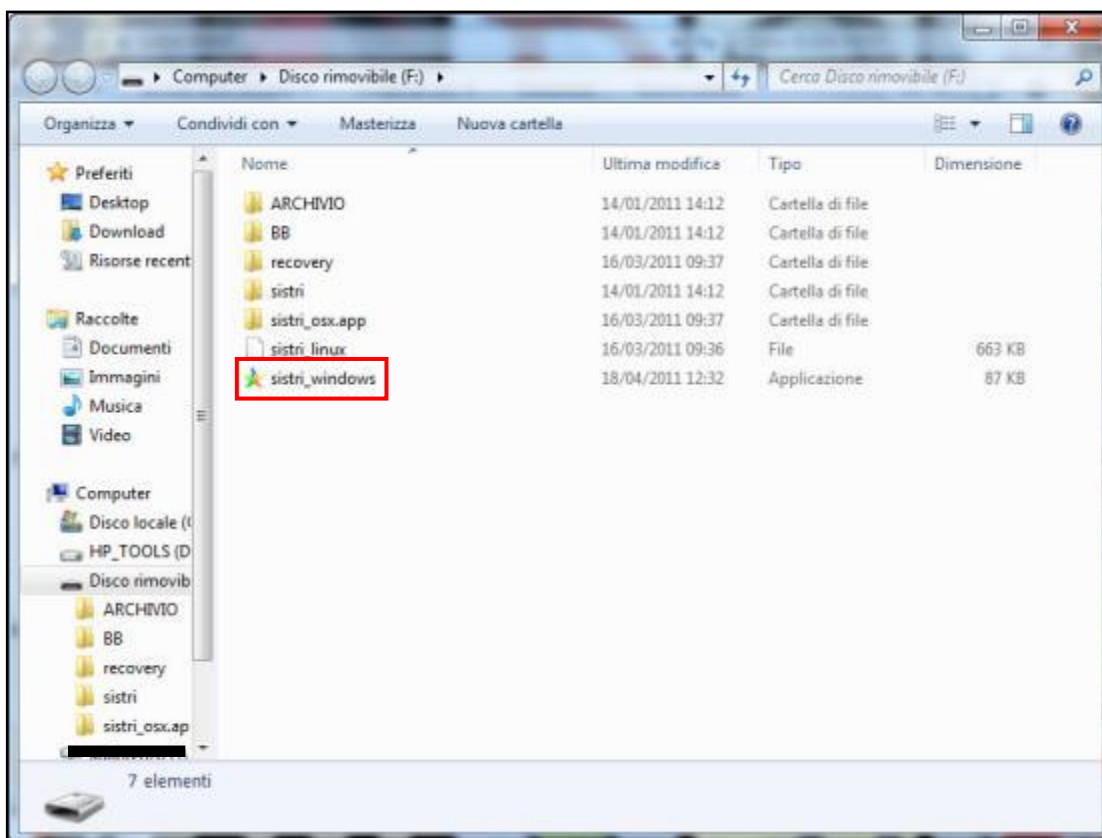 Computer Disco rimovibile (F:)
Cerca Disco rimovibile (F:)
Organizza Condividi con Masterizza Nuova cartella
Preferiti
Desktop
Download
Risorse recent
Raccolte
Documenti
Immagini
Musica
Video
Computer
Disco locale (
HP_TOOLS (D
Disco rimovib
ARCHIVIO
BB
recovery
sistri
sistri_osx.ap
Nome Ultima modifica Tipo Dimensione
ARCHIVIO 14/01/2011 14:12 Cartella di file
BB 14/01/2011 14:12 Cartella di file
recovery 16/03/2011 09:37 Cartella di file
sistri 14/01/2011 14:12 Cartella di file
sistri_osx.app 16/03/2011 09:37 Cartella di file
sistri_linux 16/03/2011 09:36 File 663 KB
sistri_windows 18/04/2011 12:32 Applicazione 87 KB
7 elementi